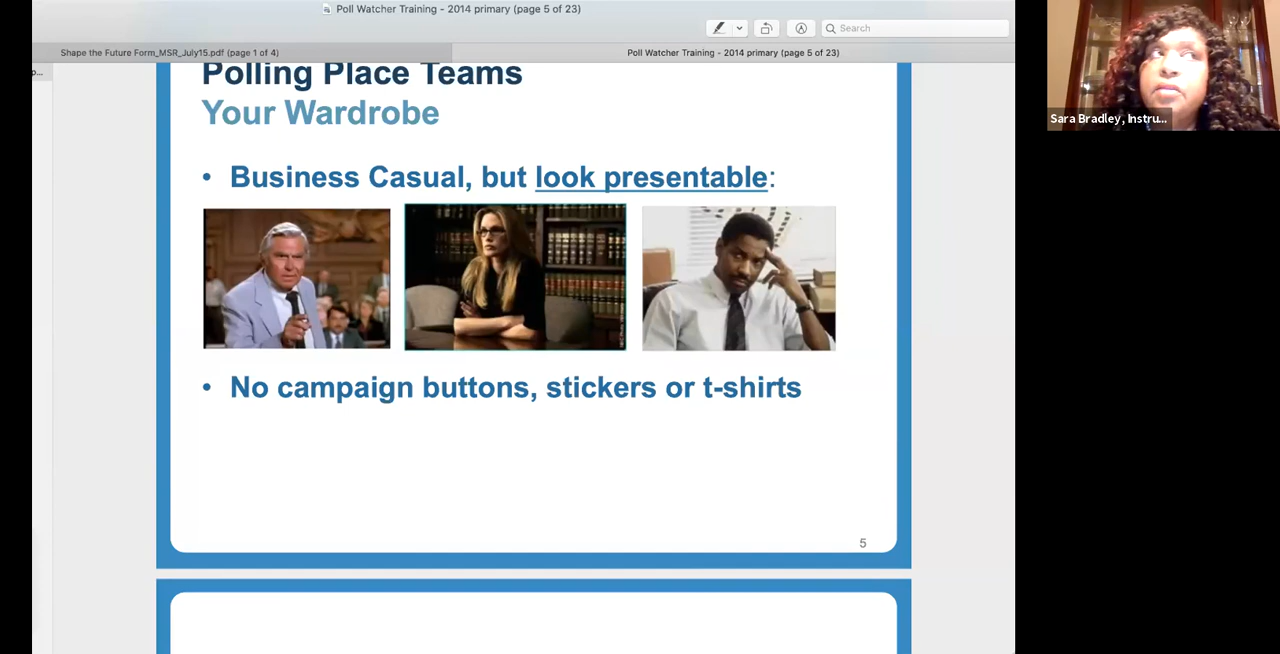 Poll Watcher Training - 2014 primary (page 5 of 23)
Search
Shape the Future Form_MSR_July15.pdf (page 1 of 4)
Poll Watcher Training - 2014 primary (page 5 of 23)
p...
Polling Place Teams
Your Wardrobe
• Business Casual, but look presentable:
• No campaign buttons, stickers or t-shirts
5
Sara Bradley, Instru...